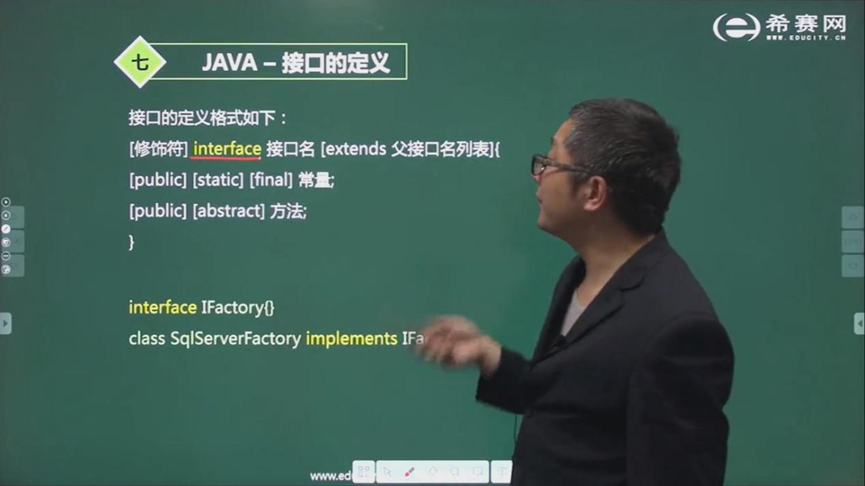 希赛网
WWW.EDUCITY.CN
七
JAVA – 接口的定义
接口的定义格式如下：
[修饰符] interface 接口名 [extends 父接口名列表]{
[public] [static] [final] 常量;
[public] [abstract] 方法;
}
interface IFactory{}
class SqlServerFactory implements